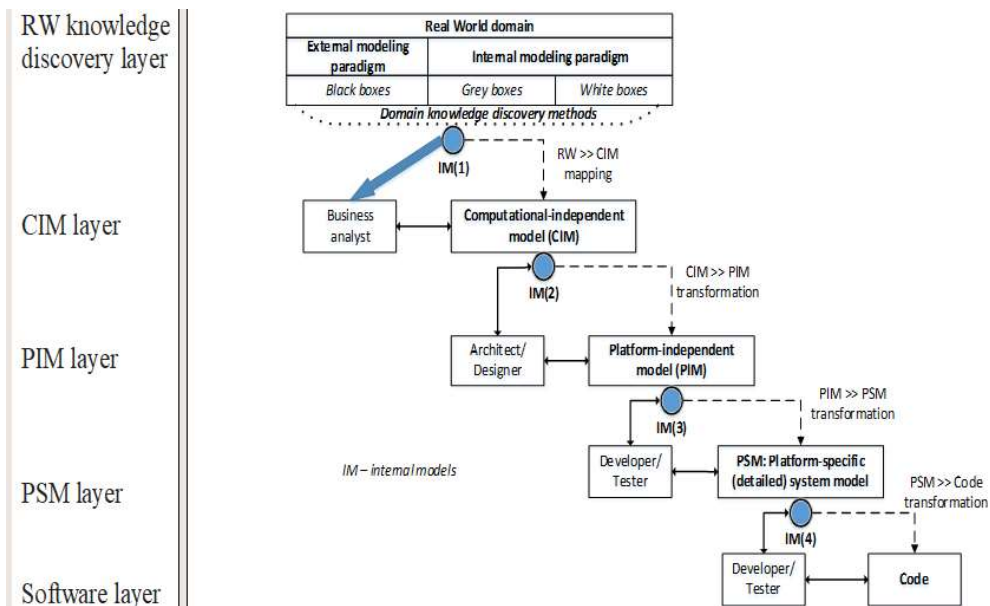 RW knowledge
discovery layer
Real World domain
External modeling
paradigm
Internal modeling paradigm
Black boxes
Grey boxes
White boxes
Domain knowledge discovery methods
IM(1)
RW >> CIM
mapping
CIM layer
Business
analyst
Computational-independent
model (CIM)
IM(2)
CIM >> PIM
transformation
PIM layer
Architect/
Designer
Platform-independent
model (PIM)
IM(3)
PIM >> PSM
transformation
IM – internal models
PSM layer
Developer/
Tester
PSM: Platform-specific
(detailed) system model
IM(4)
PSM >> Code
transformation
Software layer
Developer/
Tester
Code